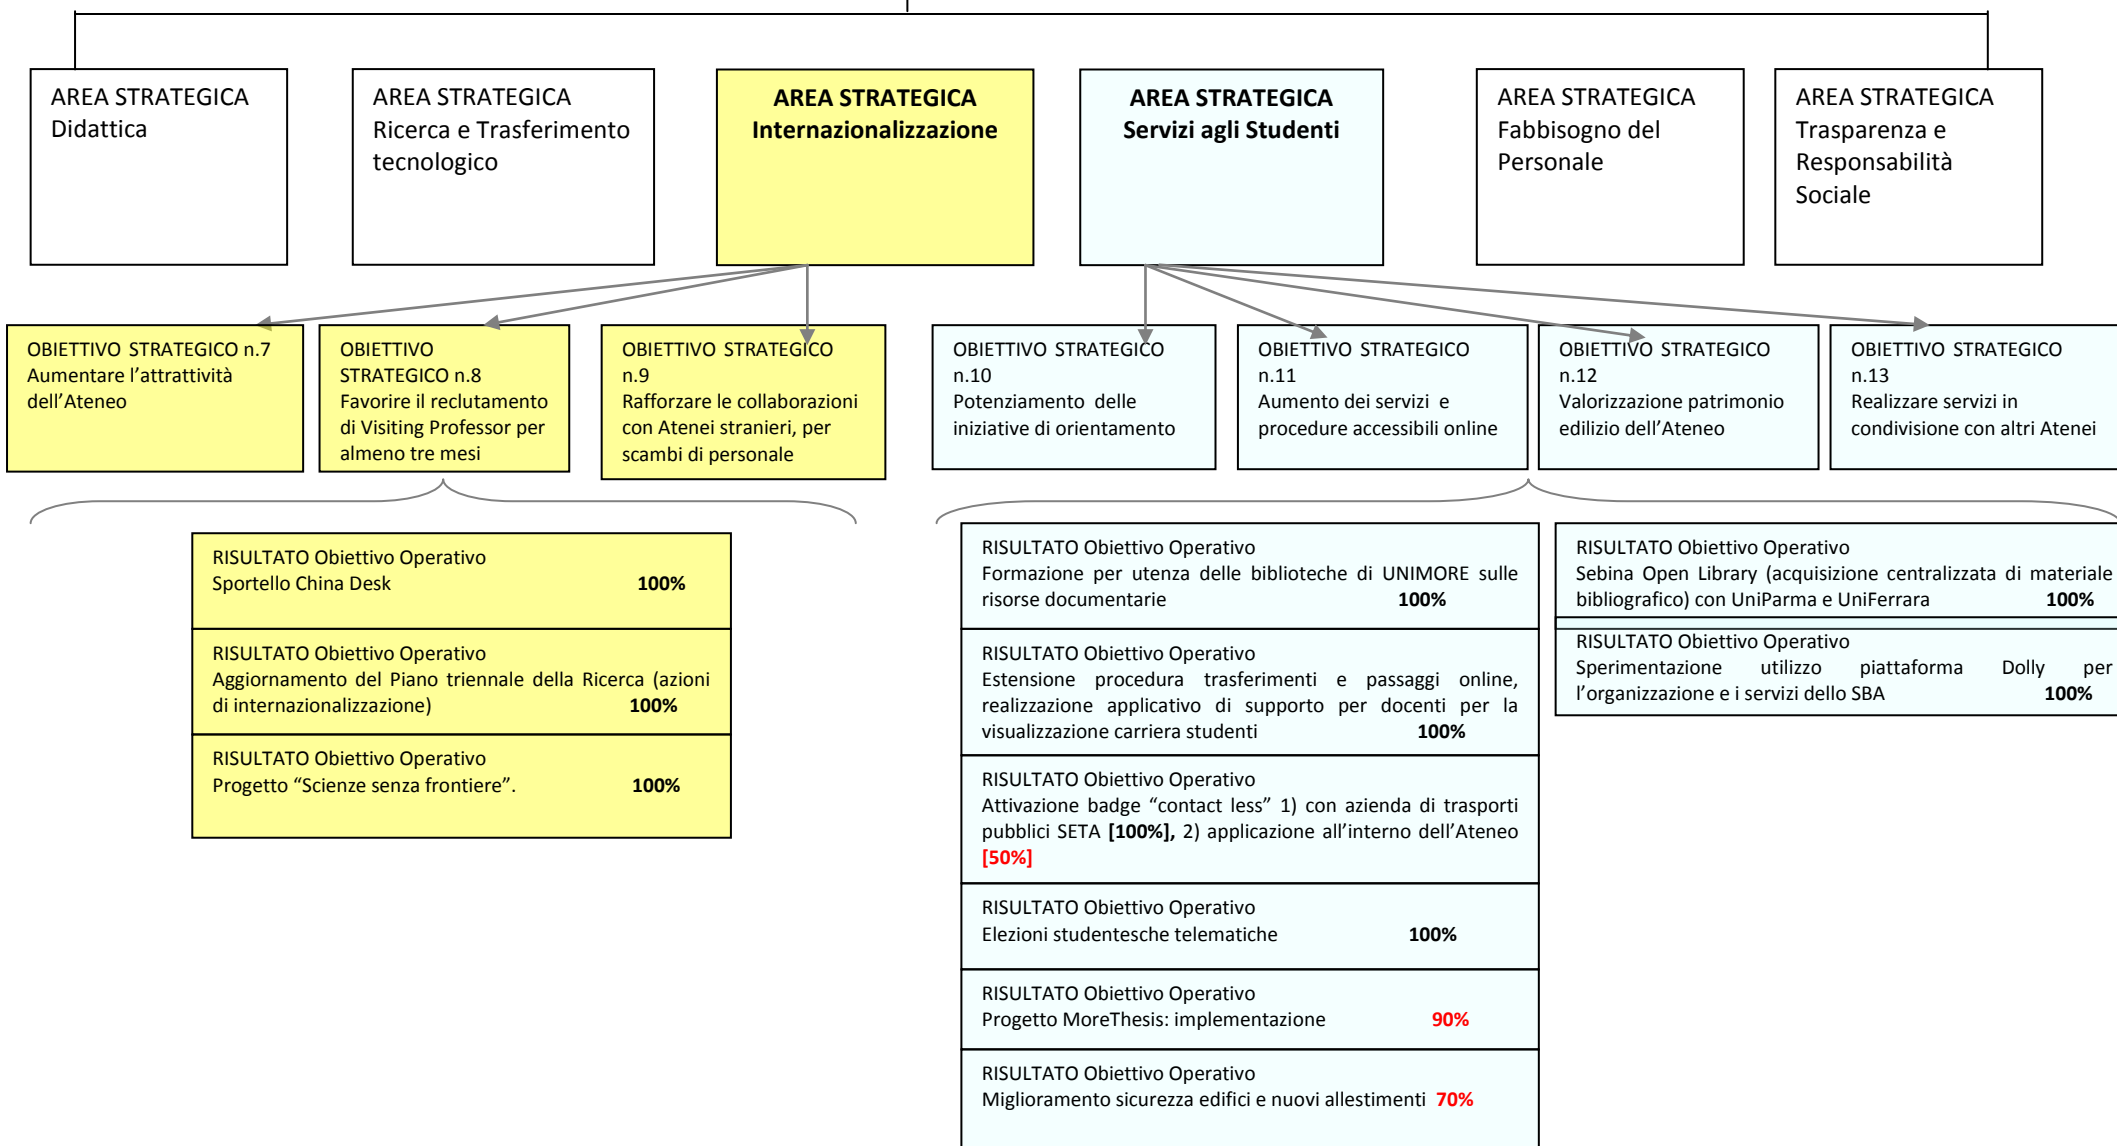 AREA STRATEGICA
Didattica
AREA STRATEGICA
Ricerca e Trasferimento
tecnologico
AREA STRATEGICA
Internazionalizzazione
AREA STRATEGICA
Servizi agli Studenti
AREA STRATEGICA
Fabbisogno del
Personale
AREA STRATEGICA
Trasparenza e
Responsabilità
Sociale
OBIETTIVO STRATEGICO n.7
Aumentare l’attrattività
dell’Ateneo
OBIETTIVO
STRATEGICO n.8
Favorire il reclutamento
di Visiting Professor per
almeno tre mesi
OBIETTIVO STRATEGICO
n.9
Rafforzare le collaborazioni
con Atenei stranieri, per
scambi di personale
OBIETTIVO STRATEGICO
n.10
Potenziamento delle
iniziative di orientamento
OBIETTIVO STRATEGICO
n.11
Aumento dei servizi e
procedure accessibili online
OBIETTIVO STRATEGICO
n.12
Valorizzazione patrimonio
edilizio dell’Ateneo
OBIETTIVO STRATEGICO
n.13
Realizzare servizi in
condivisione con altri Atenei
RISULTATO Obiettivo Operativo
Sportello China Desk 100%
RISULTATO Obiettivo Operativo
Aggiornamento del Piano triennale della Ricerca (azioni
di internazionalizzazione) 100%
RISULTATO Obiettivo Operativo
Progetto “Scienze senza frontiere”. 100%
RISULTATO Obiettivo Operativo
Formazione per utenza delle biblioteche di UNIMORE sulle
risorse documentarie 100%
RISULTATO Obiettivo Operativo
Estensione procedura trasferimenti e passaggi online,
realizzazione applicativo di supporto per docenti per la
visualizzazione carriera studenti 100%
RISULTATO Obiettivo Operativo
Attivazione badge “contact less” 1) con azienda di trasporti
pubblici SETA [100%], 2) applicazione all’interno dell’Ateneo
[50%]
RISULTATO Obiettivo Operativo
Elezioni studentesche telematiche 100%
RISULTATO Obiettivo Operativo
Progetto MoreThesis: implementazione 90%
RISULTATO Obiettivo Operativo
Miglioramento sicurezza edifici e nuovi allestimenti 70%
RISULTATO Obiettivo Operativo
Sebina Open Library (acquisizione centralizzata di materiale
bibliografico) con UniParma e UniFerrara 100%
RISULTATO Obiettivo Operativo
Sperimentazione utilizzo piattaforma Dolly per
l’organizzazione e i servizi dello SBA 100%